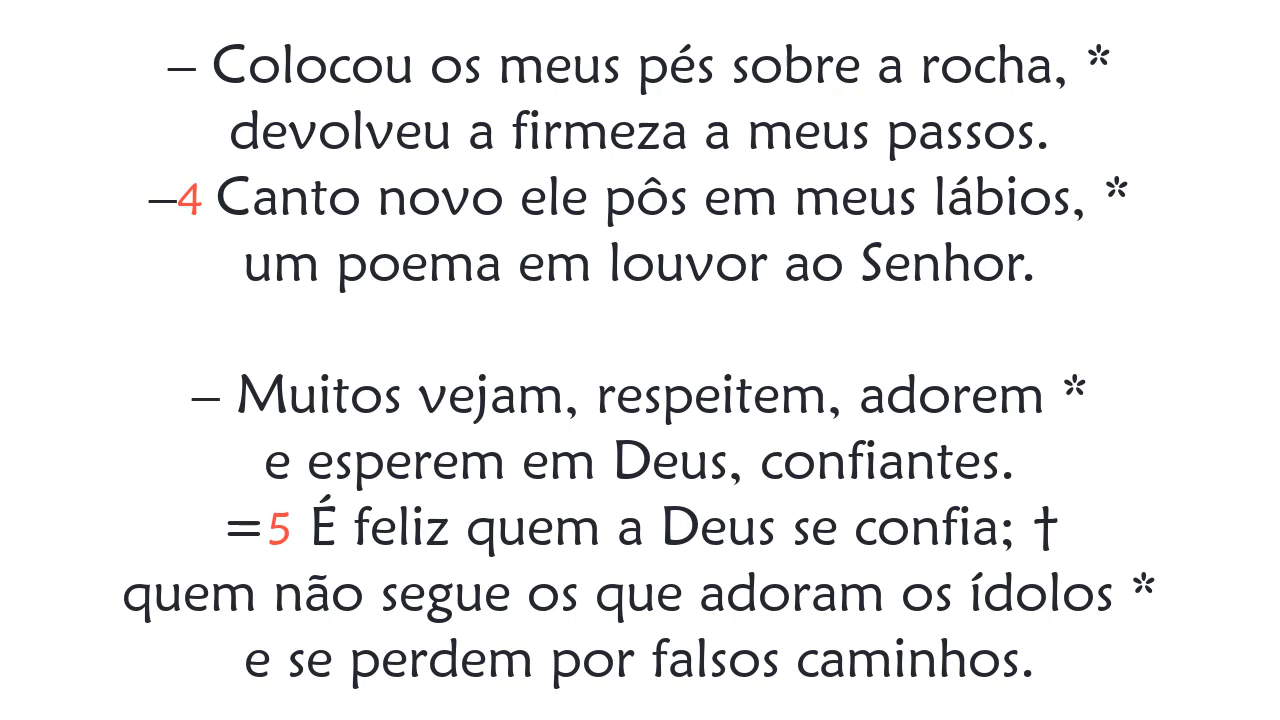 – Colocou os meus pés sobre a rocha, *
devolveu a firmeza a meus passos.
–4 Canto novo ele pôs em meus lábios, *
um poema em louvor ao Senhor.
– Muitos vejam, respeitem, adorem *
e esperem em Deus, confiantes.
=5 É feliz quem a Deus se confia; †
quem não segue os que adoram os ídolos *
e se perdem por falsos caminhos.